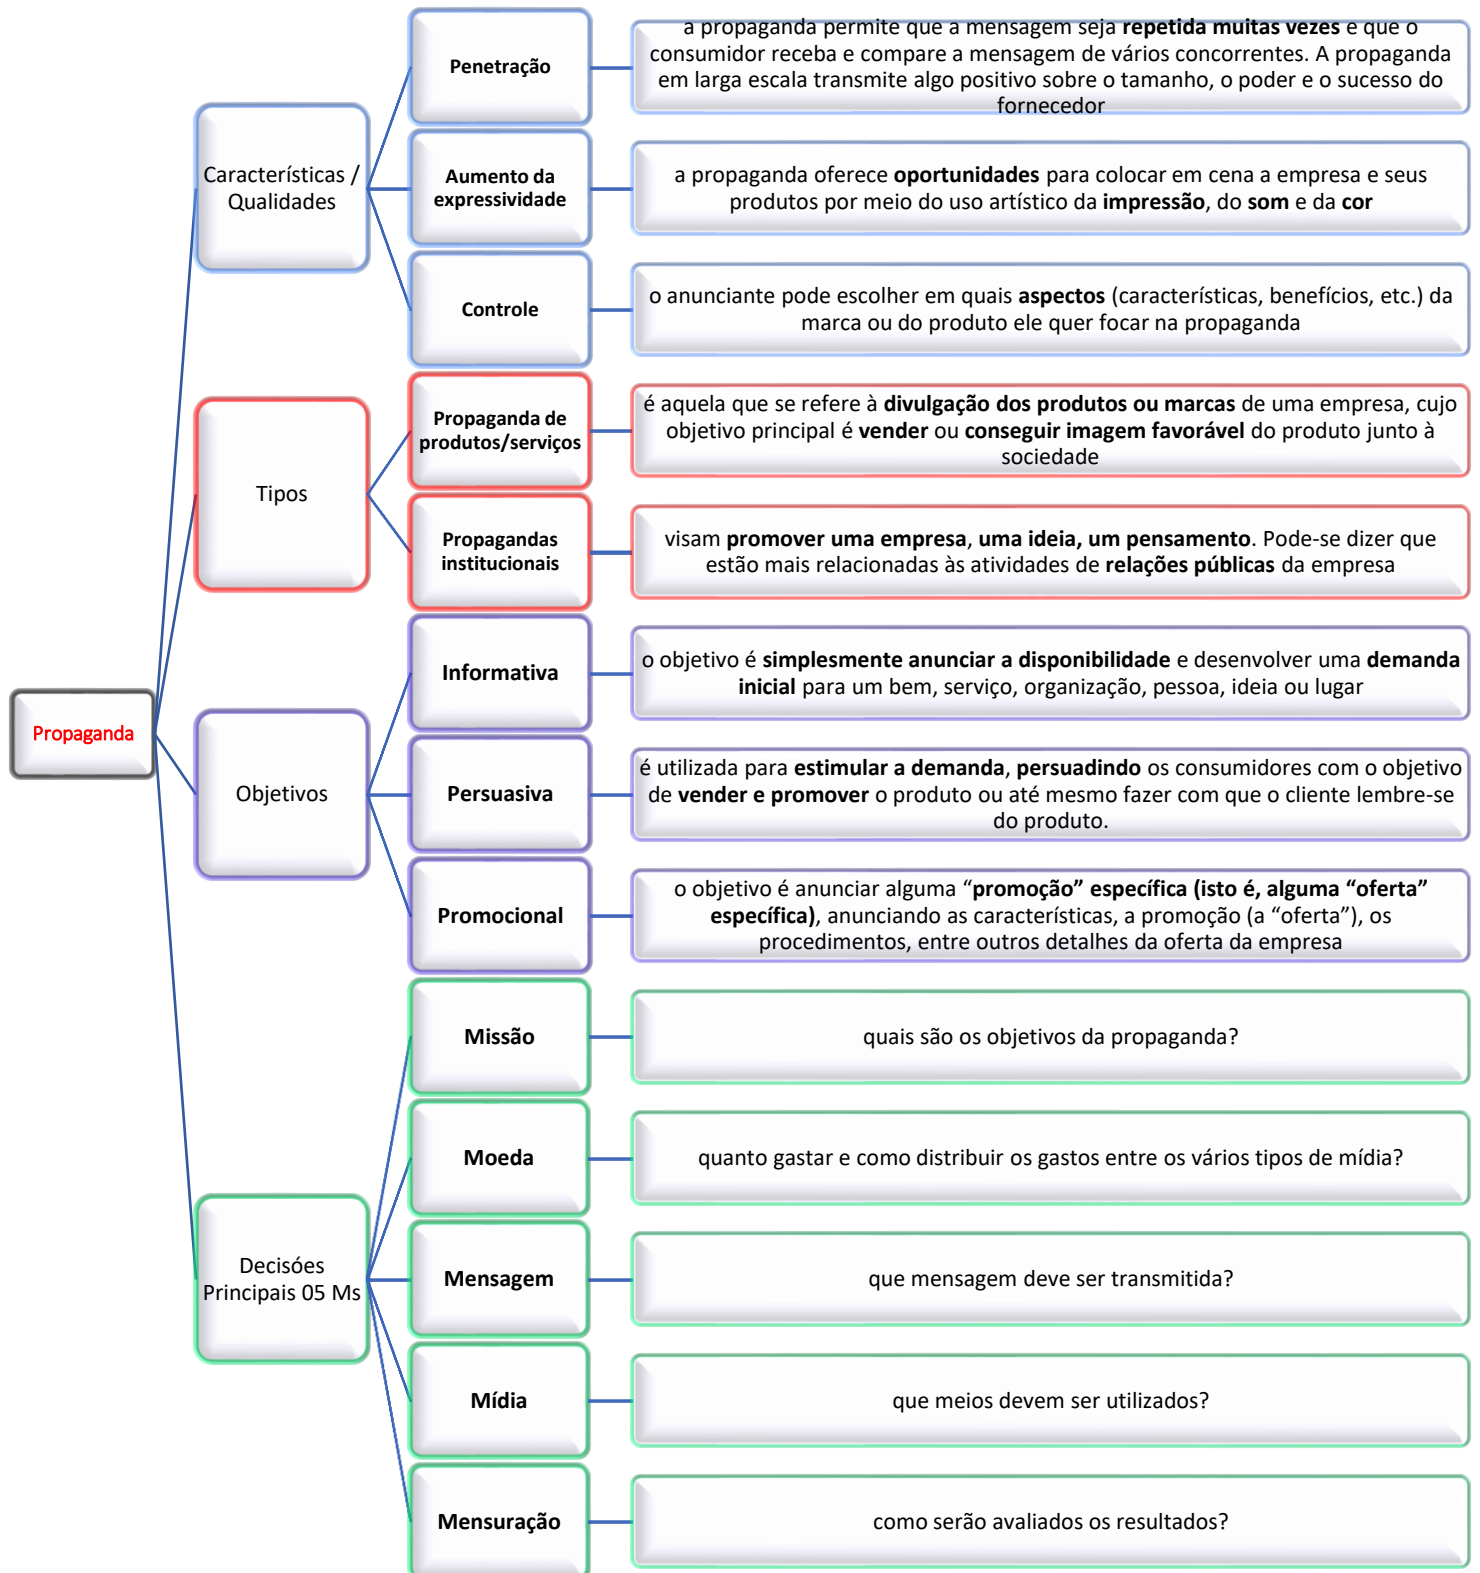 Propaganda
Características /
Qualidades
Penetração
a propaganda permite que a mensagem seja repetida muitas vezes e que o
consumidor receba e compare a mensagem de vários concorrentes. A propaganda
em larga escala transmite algo positivo sobre o tamanho, o poder e o sucesso do
fornecedor
Aumento da
expressividade
a propaganda oferece oportunidades para colocar em cena a empresa e seus
produtos por meio do uso artístico da impressão, do som e da cor
Controle
o anunciante pode escolher em quais aspectos (características, benefícios, etc.) da
marca ou do produto ele quer focar na propaganda
Tipos
Propaganda de
produtos/serviços
é aquela que se refere à divulgação dos produtos ou marcas de uma empresa, cujo
objetivo principal é vender ou conseguir imagem favorável do produto junto à
sociedade
Propagandas
institucionais
visam promover uma empresa, uma ideia, um pensamento. Pode-se dizer que
estão mais relacionadas às atividades de relações públicas da empresa
Objetivos
Informativa
o objetivo é simplesmente anunciar a disponibilidade e desenvolver uma demanda
inicial para um bem, serviço, organização, pessoa, ideia ou lugar
Persuasiva
é utilizada para estimular a demanda, persuadindo os consumidores com o objetivo
de vender e promover o produto ou até mesmo fazer com que o cliente lembre-se
do produto.
Promocional
o objetivo é anunciar alguma “promoção” específica (isto é, alguma “oferta”
específica), anunciando as características, a promoção (a “oferta”), os
procedimentos, entre outros detalhes da oferta da empresa
Decisóes
Principais 05 Ms
Missão
quais são os objetivos da propaganda?
Moeda
quanto gastar e como distribuir os gastos entre os vários tipos de mídia?
Mensagem
que mensagem deve ser transmitida?
Mídia
que meios devem ser utilizados?
Mensuração
como serão avaliados os resultados?